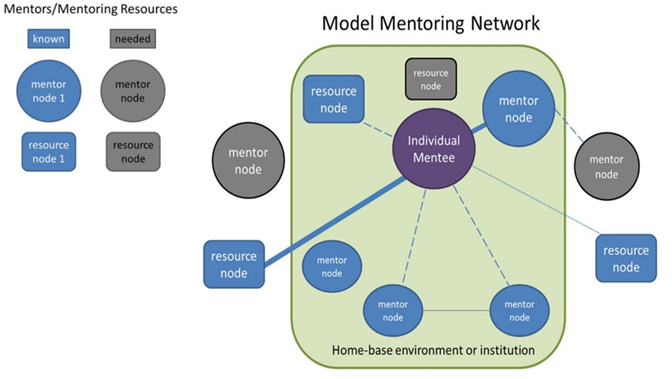 Mentors/Mentoring Resources
known
needed
mentor
node 1
mentor
node
resource
node 1
resource
node
Model Mentoring Network
resource
node
resource
node
mentor
node
Individual
Mentee
mentor
node
mentor
node
resource
node
mentor
node
resource
node
mentor
node
mentor
node
Home-base environment or institution